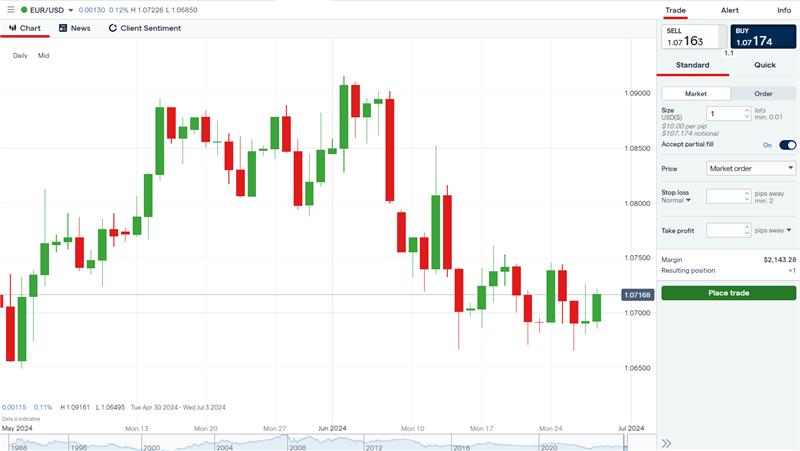 EUR/USD 0.00130 0.12% H 1.07226 L 1.06850
Chart News Client Sentiment
Daily Mid
1.09000
1.08500
1.08000
1.07500
1.07168
1.07000
1.06500
0.00115 0.11% H 1.09161 L 1.06495 Tue Apr 30 2024 - Wed Jul 3 2024
Data is indicative
May 2024 Mon 13 Mon 20 Mon 27 Jun 2024 Mon 10 Mon 17 Mon 24 Jul 2024
1988 1996 2000 2004 2008 2012 2016 2020
Trade Alert Info
SELL
1.07163
BUY
1.07174
1.1
Standard Quick
Market Order
Size
USD($)
1
lots
min: 0.01
$10.00 per pip
$107,174 notional
Accept partial fill On
Price Market order
Stop loss
Normal
pips away
min: 2
Take profit pips away
Margin $2,143.28
Resulting position +1
Place trade